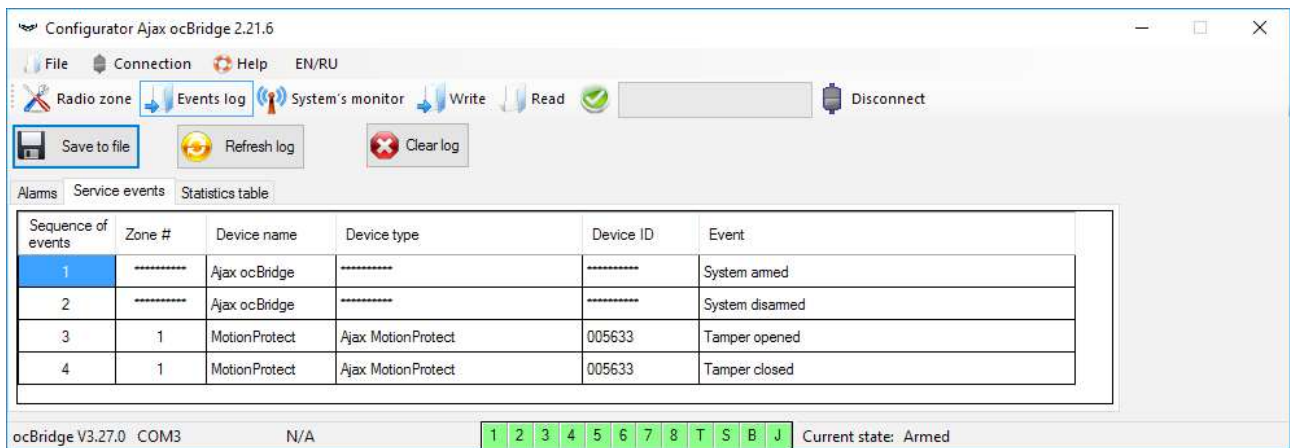 Configurator Ajax ocBridge 2.21.6
File Connection Help EN/RU
Radio zone Events log System's monitor Write Read Disconnect
Save to file Refresh log Clear log
Alarms Service events Statistics table
Sequence of events Zone # Device name Device type Device ID Event
1 ********** Ajax ocBridge ********** ********** System armed
2 ********** Ajax ocBridge ********** ********** System disarmed
3 1 MotionProtect Ajax MotionProtect 005633 Tamper opened
4 1 MotionProtect Ajax MotionProtect 005633 Tamper closed
ocBridge V3.27.0 COM3 N/A 1 2 3 4 5 6 7 8 T S B J Current state: Armed